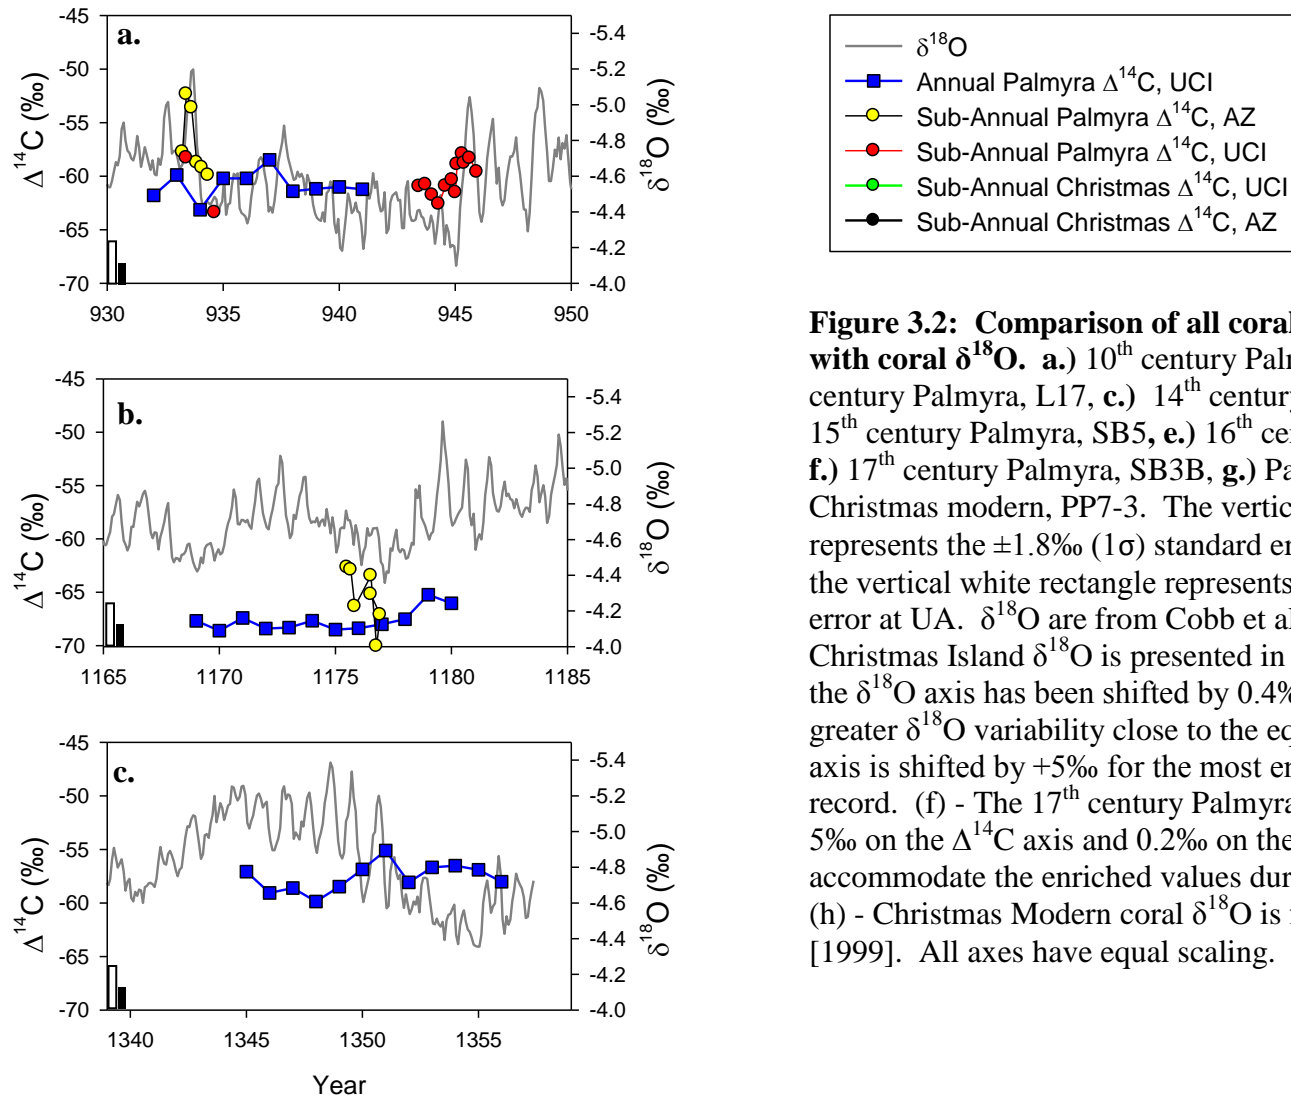 a.
-45
-50
-55
-60
-65
-70
Δ14C (‰)
-5.4
-5.2
-5.0
-4.8
-4.6
-4.4
-4.2
-4.0
δ18O (‰)
930 935 940 945 950
b.
-45
-50
-55
-60
-65
-70
Δ14C (‰)
-5.4
-5.2
-5.0
-4.8
-4.6
-4.4
-4.2
-4.0
δ18O (‰)
1165 1170 1175 1180 1185
c.
-45
-50
-55
-60
-65
-70
Δ14C (‰)
-5.4
-5.2
-5.0
-4.8
-4.6
-4.4
-4.2
-4.0
δ18O (‰)
1340 1345 1350 1355
Year
δ18O
Annual Palmyra Δ14C, UCI
Sub-Annual Palmyra Δ14C, AZ
Sub-Annual Palmyra Δ14C, UCI
Sub-Annual Christmas Δ14C, UCI
Sub-Annual Christmas Δ14C, AZ
Figure 3.2: Comparison of all coral
with coral δ18O. a.) 10th century Palm
century Palmyra, L17, c.) 14th century
15th century Palmyra, SB5, e.) 16th cen
f.) 17th century Palmyra, SB3B, g.) Pa
Christmas modern, PP7-3. The vertic
represents the ±1.8‰ (1σ) standard er
the vertical white rectangle represents
error at UA. δ18O are from Cobb et al
Christmas Island δ18O is presented in
the δ18O axis has been shifted by 0.4%
greater δ18O variability close to the eq
axis is shifted by +5‰ for the most en
record. (f) - The 17th century Palmyra
5‰ on the Δ14C axis and 0.2‰ on the
accommodate the enriched values dur
(h) - Christmas Modern coral δ18O is
[1999]. All axes have equal scaling.